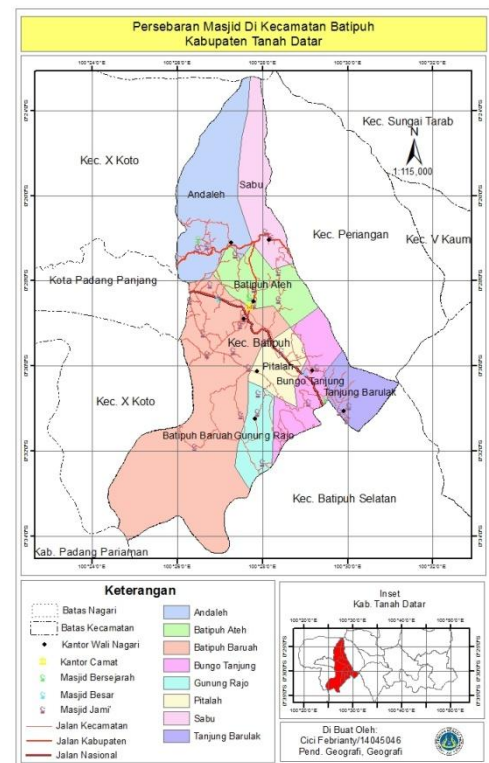 Persebaran Masjid Di Kecamatan Batipuh
Kabupaten Tanah Datar
Kec. Sungai Tarab
N
1:115,000
Kec. X Koto
Sabu
Andaleh
Kec. Periangan
Kec. V Kaum
Kota Padang Panjang
Batipuh Ateh
Kec. Batipuh
Pitalah
Bungo Tanjung
Tanjung Barulak
Kec. X Koto
Batipuh Baruah
Gunung Rajo
Kec. Batipuh Selatan
Kab. Padang Pariaman
Keterangan
Batas Nagari
Batas Kecamatan
Kantor Wali Nagari
Kantor Camat
Masjid Bersejarah
Masjid Besar
Masjid Jami'
Jalan Kecamatan
Jalan Kabupaten
Jalan Nasional
Andaleh
Batipuh Ateh
Batipuh Baruah
Bungo Tanjung
Gunung Rajo
Pitalah
Sabu
Tanjung Barulak
Inset
Kab. Tanah Datar
Di Buat Oleh:
Cici Febrianty/14045046
Pend. Geografi, Geografi